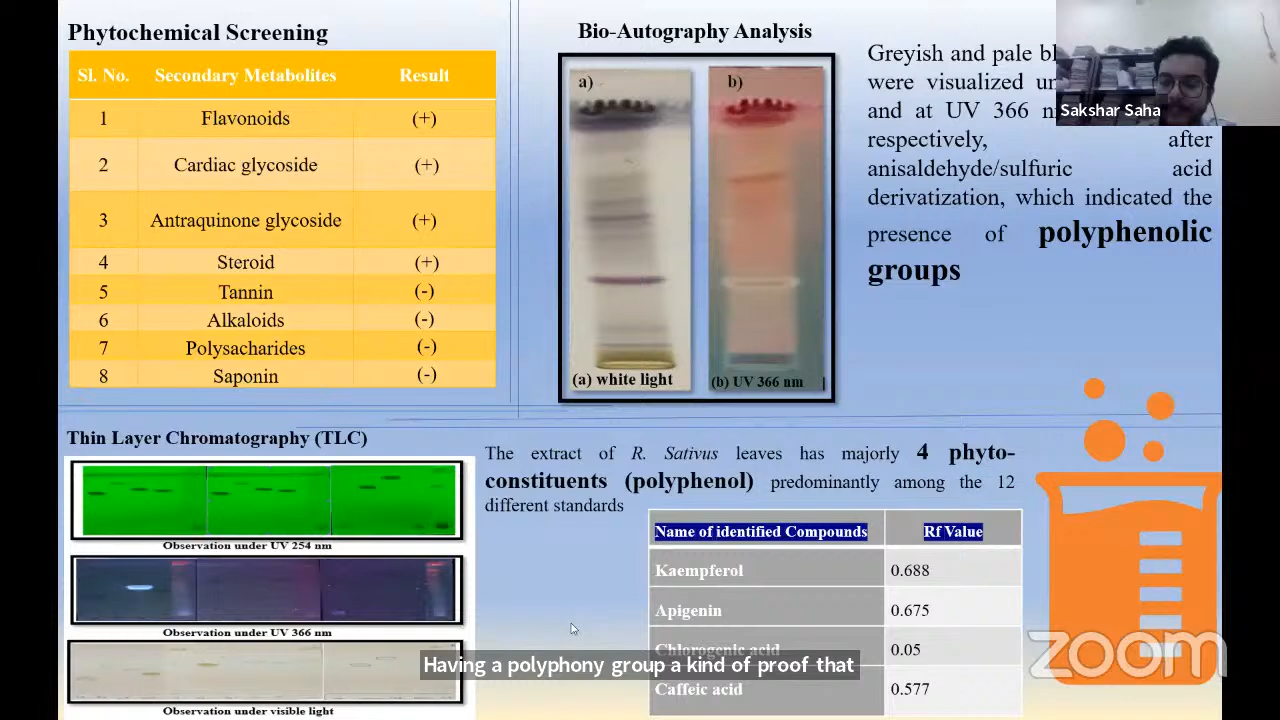 Phytochemical Screening
Sl. No. Secondary Metabolites Result
1 Flavonoids (+)
2 Cardiac glycoside (+)
3 Antraquinone glycoside (+)
4 Steroid (+)
5 Tannin (-)
6 Alkaloids (-)
7 Polysacharides (-)
8 Saponin (-)
Bio-Autography Analysis
a) b)
(a) white light (b) UV 366 nm
Greyish and pale
were visualized
and at UV 366
respectively, after
anisaldehyde/sulfuric acid
derivatization, which indicated the
presence of polyphenolic
groups
Sakshar Saha
Thin Layer Chromatography (TLC)
Observation under UV 254 nm
Observation under UV 366 nm
Observation under visible light
The extract of R. Sativus leaves has majorly 4 phyto-
constituents (polyphenol) predominantly among the 12
different standards
Name of identified Compounds Rf Value
Kaempferol 0.688
Apigenin 0.675
Chlorogenic acid 0.05
Caffeic acid 0.577
Having a polyphony group a kind of proof that
zoom